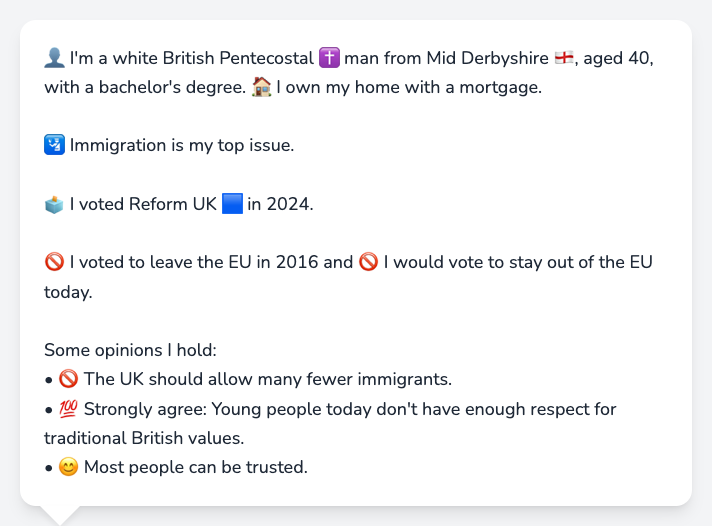 👤 I'm a white British Pentecostal ✝️ man from Mid Derbyshire 🏴󠁧󠁢󠁥󠁮󠁧󠁿, aged 40,
with a bachelor's degree. 🏠 I own my home with a mortgage.
🛂 Immigration is my top issue.
🗳️ I voted Reform UK 🟦 in 2024.
🚫 I voted to leave the EU in 2016 and 🚫 I would vote to stay out of the EU
today.
Some opinions I hold:
• 🚫 The UK should allow many fewer immigrants.
• 💯 Strongly agree: Young people today don't have enough respect for
traditional British values.
• 😊 Most people can be trusted.